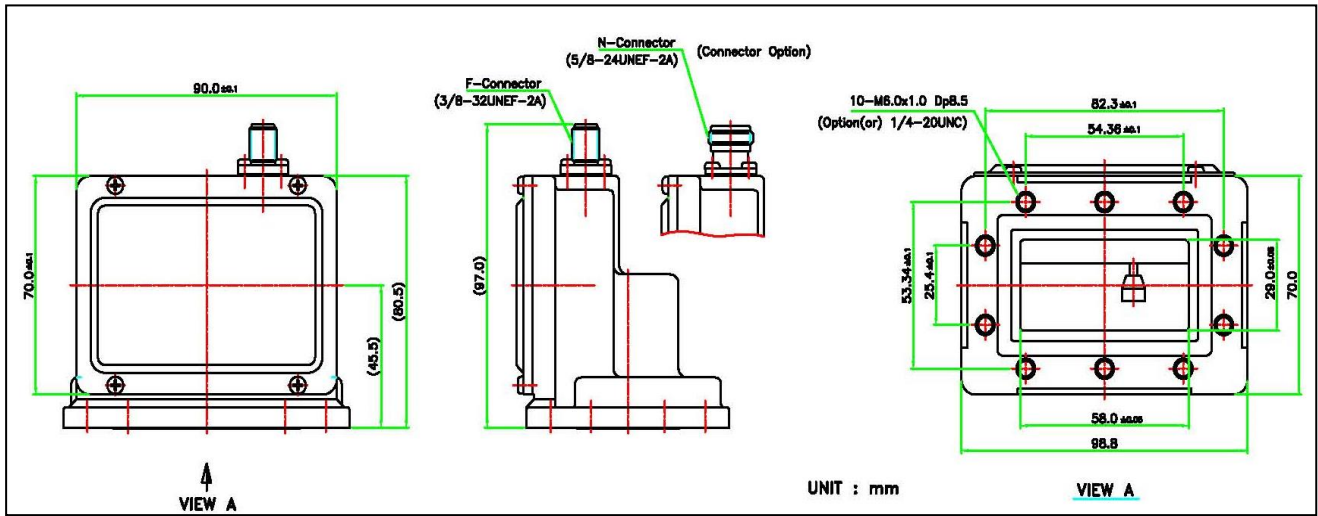 90.0 ±0.1
70.0 ±0.1
(45.5)
(80.5)
VIEW A
F-Connector
(3/8-32UNEF-2A)
N-Connector
(5/8-24UNEF-2A)
(Connector Option)
(97.0)
10-M6.0x1.0 Dp8.5
(Option(or) 1/4-20UNC)
82.3 ±0.1
54.36 ±0.1
53.34 ±0.1
25.4 ±0.1
29.0 ±0.05
70.0
58.0 ±0.05
98.8
UNIT : mm
VIEW A